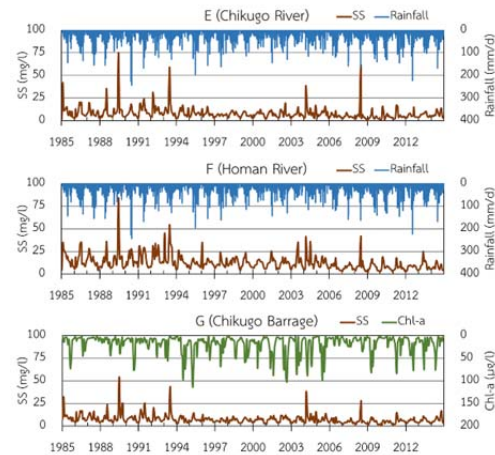 E (Chikugo River)
SS Rainfall
SS (mg/l)
100
75
50
25
0
0
100
200
300
400
Rainfall (mm/d)
1985 1988 1991 1994 1997 2000 2003 2006 2009 2012
F (Homan River)
SS Rainfall
SS (mg/l)
100
75
50
25
0
0
100
200
300
400
Rainfall (mm/d)
1985 1988 1991 1994 1997 2000 2003 2006 2009 2012
G (Chikugo Barrage)
SS Chl-a
SS (mg/l)
100
75
50
25
0
0
50
100
150
200
Chl-a (µg/l)
1985 1988 1991 1994 1997 2000 2003 2006 2009 2012